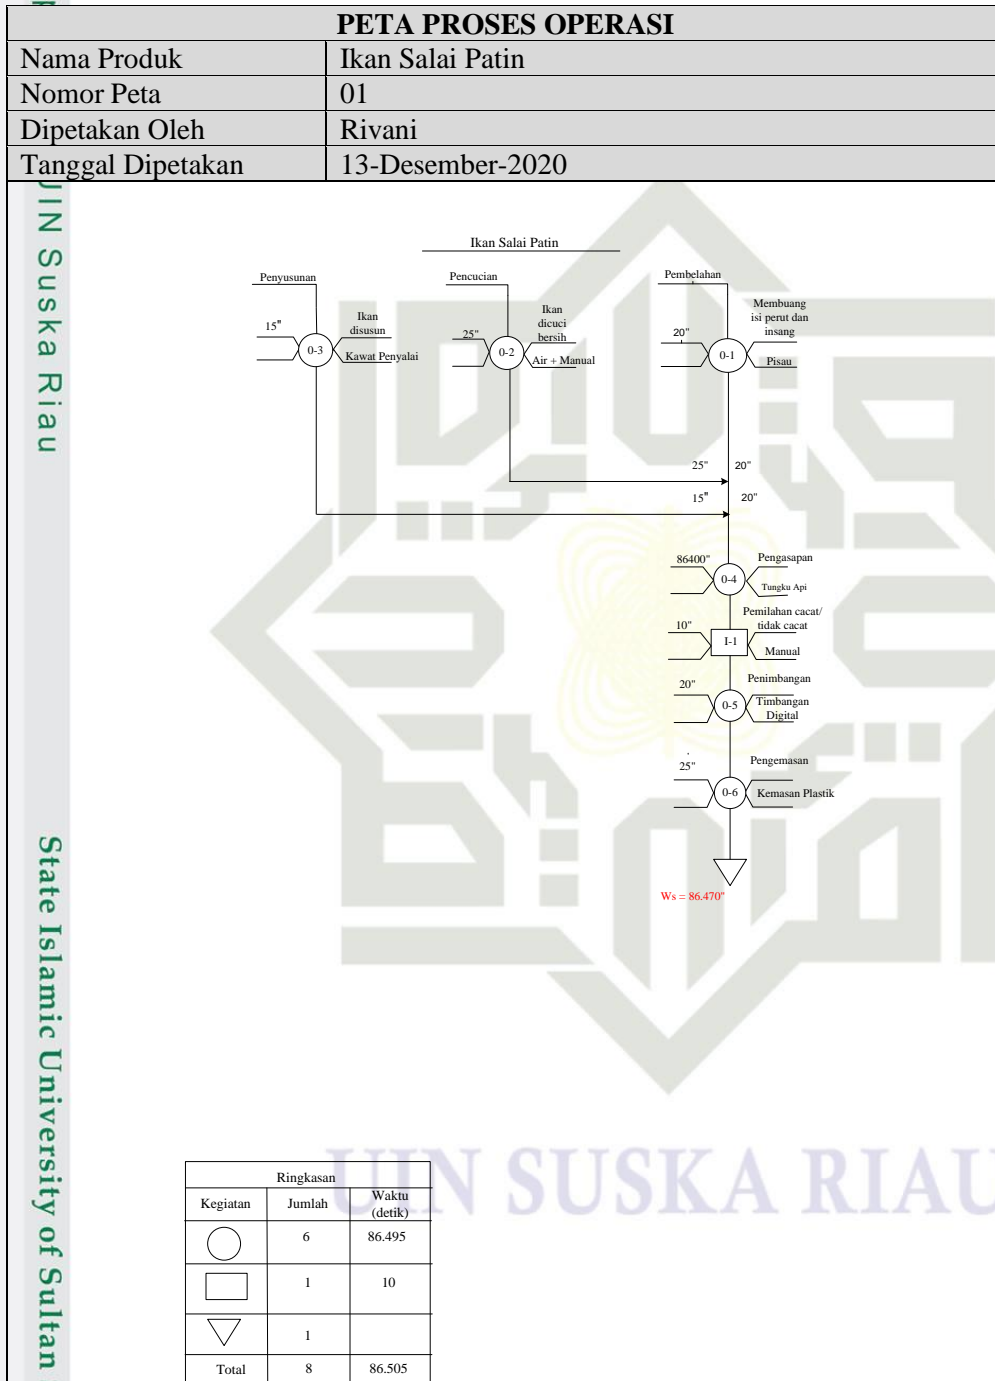 PETA PROSES OPERASI
Nama Produk Ikan Salai Patin
Nomor Peta 01
Dipetakan Oleh Rivani
Tanggal Dipetakan 13-Desember-2020
UIN Suska Riau
State Islamic University of Sultan
Ikan Salai Patin
Penyusunan
15"
0-3
Ikan
disusun
Kawat Penyalai
Pencucian
25"
0-2
Ikan
dicuci
bersih
Air + Manual
Pembelahan
20"
0-1
Membuang
isi perut dan
insang
Pisau
25" 20"
15" 20"
86400"
0-4
Pengasapan
Tungku Api
10"
I-1
Pemilahan cacat/
tidak cacat
Manual
20"
0-5
Penimbangan
Timbangan
Digital
25"
0-6
Pengemasan
Kemasan Plastik
Ws = 86.470"
UIN SUSKA RIAU
Ringkasan
Kegiatan Jumlah Waktu
(detik)
6 86.495
1 10
1
Total 8 86.505